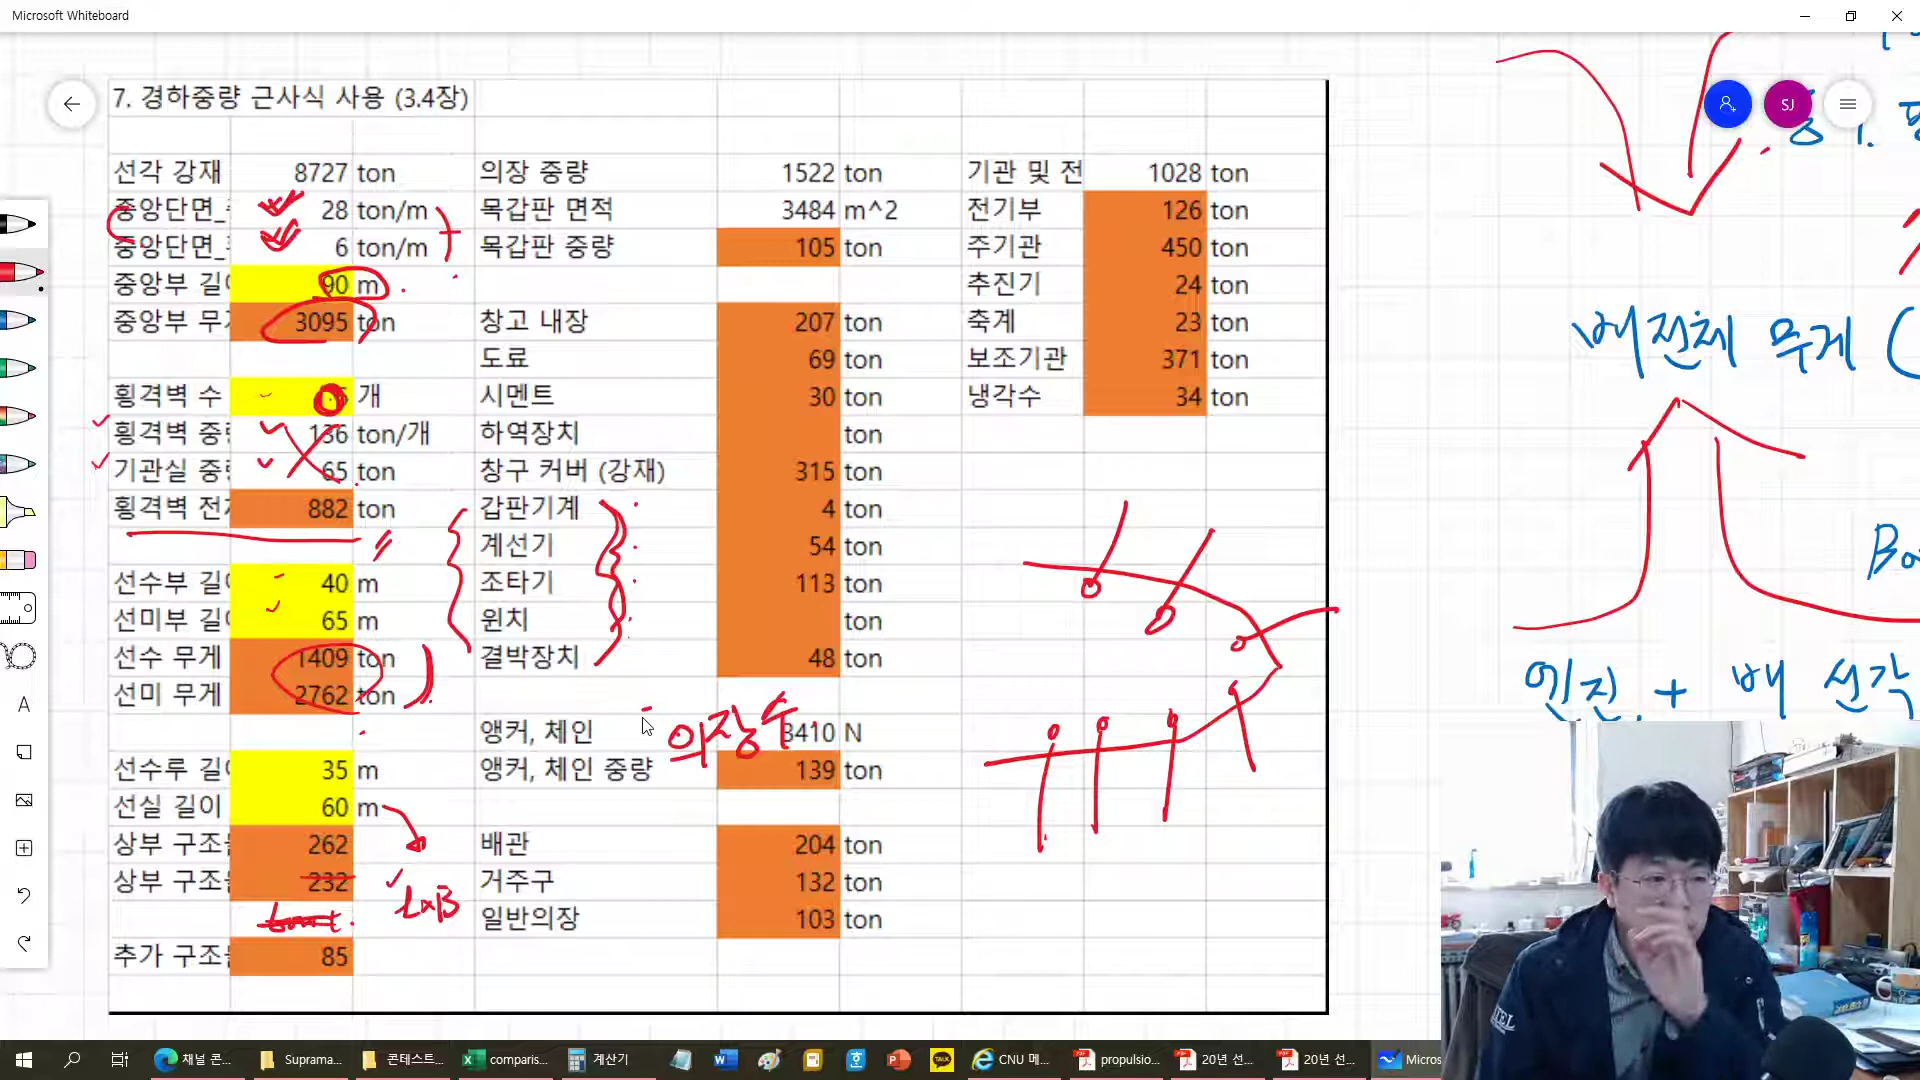 Microsoft Whiteboard
7. 경하중량 근사식 사용 (3.4장)
선각 강재 8727 ton 의장 중량 1522 ton 기관 및 전 1028 ton
중앙단면_ 28 ton/m 목갑판 면적 3484 m^2 전기부 126 ton
중앙단면_ 6 ton/m 목갑판 중량 105 ton 주기관 450 ton
중앙부 길이 90 m 추진기 24 ton
중앙부 무게 3095 ton 창고 내장 207 ton 축계 23 ton
도료 69 ton 보조기관 371 ton
횡격벽 수 개 시멘트 30 ton 냉각수 34 ton
횡격벽 중량 136 ton/개 하역장치 ton
기관실 중량 65 ton 창구 커버 (강재) 315 ton
횡격벽 전체 882 ton 갑판기계 4 ton
계선기 54 ton
선수부 길이 40 m 조타기 113 ton
선미부 길이 65 m 윈치 ton
선수 무게 1409 ton 결박장치 48 ton
선미 무게 2762 ton
앵커, 체인 3410 N
의장수
선수루 길이 35 m 앵커, 체인 중량 139 ton
선실 길이 60 m
상부 구조물 262 배관 204 ton
상부 구조물 232 거주구 132 ton
l×B
일반의장 103 ton
추가 구조물 85
배전체 무게 (
인진 + 배 선각
SJ
A
채널 콘...
Suprama...
콘테스트...
comparis...
계산기
CNU 메...
propulsio...
20년 선...
20년 선...
Micros